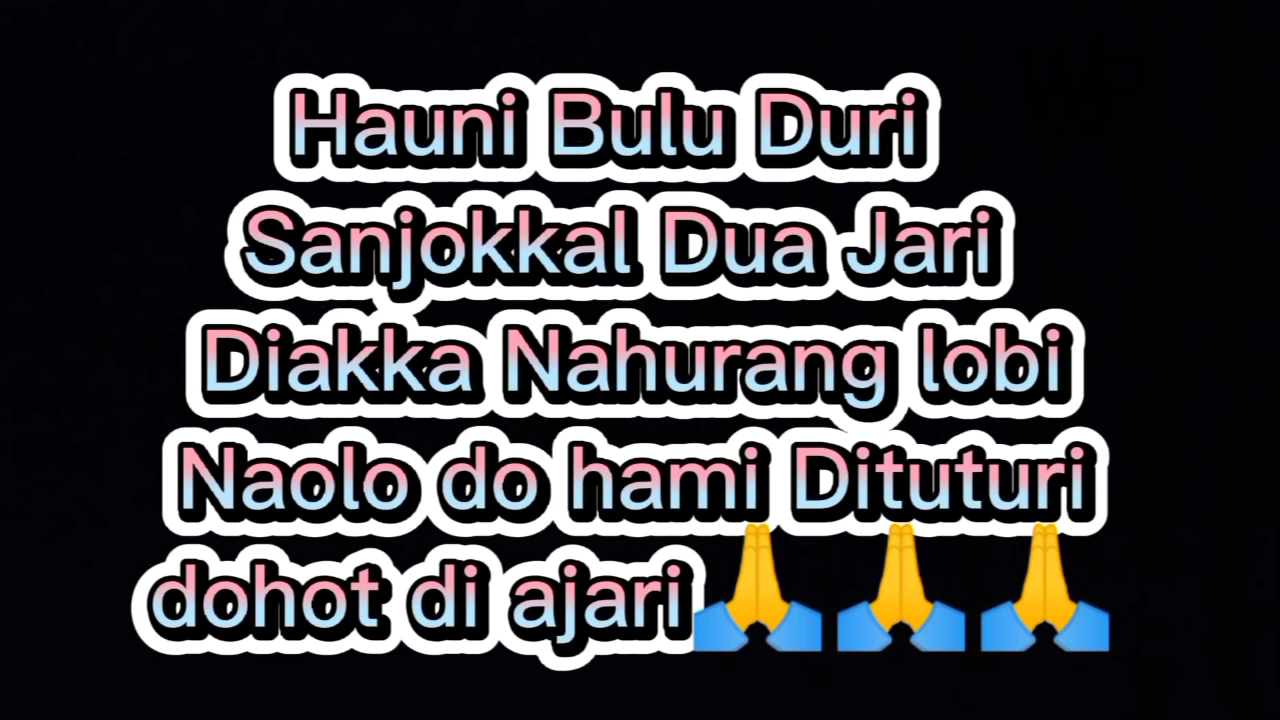 Hauni Bulu Duri
Sanjokkal Dua Jari
Diakka Nahurang lobi
Naolo do hami Dituturi
dohot di ajari🙏🙏🙏